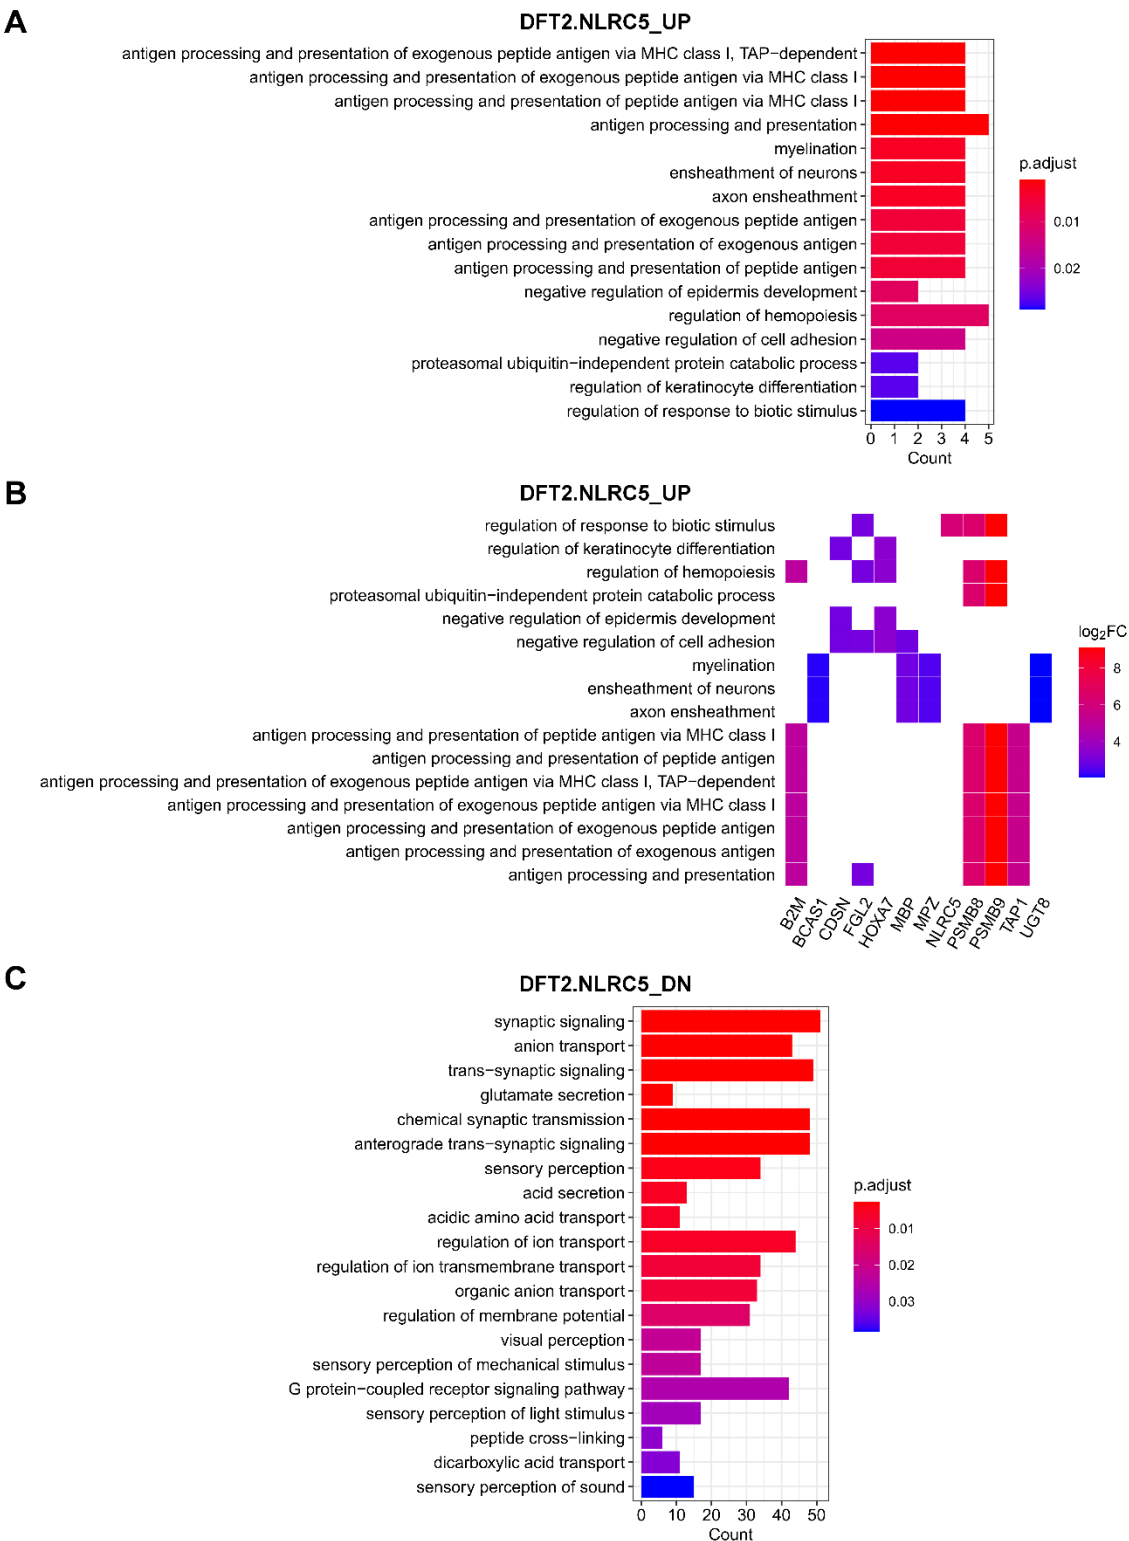 A
DFT2.NLRC5_UP
antigen processing and presentation of exogenous peptide antigen via MHC class I, TAP−dependent
antigen processing and presentation of exogenous peptide antigen via MHC class I
antigen processing and presentation of peptide antigen via MHC class I
antigen processing and presentation
myelination
ensheathment of neurons
axon ensheathment
antigen processing and presentation of exogenous peptide antigen
antigen processing and presentation of exogenous antigen
antigen processing and presentation of peptide antigen
negative regulation of epidermis development
regulation of hemopoiesis
negative regulation of cell adhesion
proteasomal ubiquitin−independent protein catabolic process
regulation of keratinocyte differentiation
regulation of response to biotic stimulus
0 1 2 3 4 5
Count
p.adjust
0.01
0.02
B
DFT2.NLRC5_UP
regulation of response to biotic stimulus
regulation of keratinocyte differentiation
regulation of hemopoiesis
proteasomal ubiquitin−independent protein catabolic process
negative regulation of epidermis development
negative regulation of cell adhesion
myelination
ensheathment of neurons
axon ensheathment
antigen processing and presentation of peptide antigen via MHC class I
antigen processing and presentation of peptide antigen
antigen processing and presentation of exogenous peptide antigen via MHC class I, TAP−dependent
antigen processing and presentation of exogenous peptide antigen via MHC class I
antigen processing and presentation of exogenous peptide antigen
antigen processing and presentation of exogenous antigen
antigen processing and presentation
B2M BCAS1 CDSN FGL2 HOXA7 MBP MPZ NLRC5 PSMB8 PSMB9 TAP1 UGT8
log₂FC
8
6
4
C
DFT2.NLRC5_DN
synaptic signaling
anion transport
trans−synaptic signaling
glutamate secretion
chemical synaptic transmission
anterograde trans−synaptic signaling
sensory perception
acid secretion
acidic amino acid transport
regulation of ion transport
regulation of ion transmembrane transport
organic anion transport
regulation of membrane potential
visual perception
sensory perception of mechanical stimulus
G protein−coupled receptor signaling pathway
sensory perception of light stimulus
peptide cross−linking
dicarboxylic acid transport
sensory perception of sound
0 10 20 30 40 50
Count
p.adjust
0.01
0.02
0.03